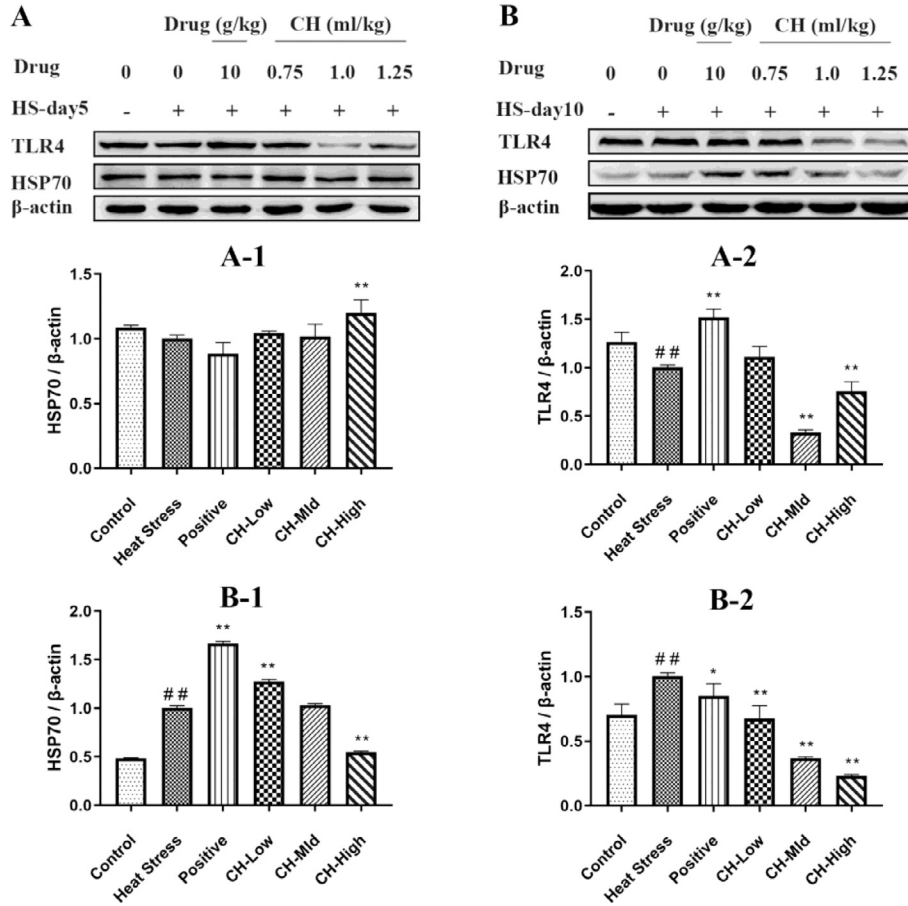 A
Drug (g/kg) CH (ml/kg)
Drug 0 0 10 0.75 1.0 1.25
HS-day5 - + + + + +
TLR4
HSP70
β-actin
B
Drug (g/kg) CH (ml/kg)
Drug 0 0 10 0.75 1.0 1.25
HS-day10 - + + + + +
TLR4
HSP70
β-actin
A-1
HSP70 / β-actin
1.5
1.0
0.5
0.0
**
Control
Heat Stress
Positive
CH-Low
CH-Mld
CH-High
A-2
TLR4 / β-actin
2.0
1.5
1.0
0.5
0.0
# #
**
**
**
Control
Heat Stress
Positive
CH-Low
CH-Mld
CH-High
B-1
HSP70 / β-actin
2.0
1.5
1.0
0.5
0.0
# #
**
**
**
Control
Heat Stress
Positive
CH-Low
CH-Mld
CH-High
B-2
TLR4 / β-actin
1.5
1.0
0.5
0.0
# #
*
**
**
**
Control
Heat Stress
Positive
CH-Low
CH-Mld
CH-High